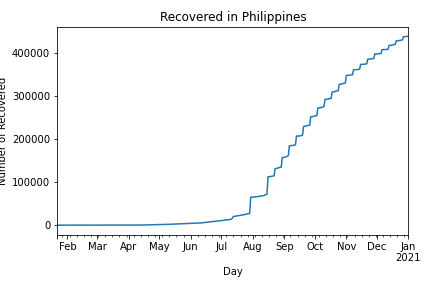 Recovered in Philippines
Number of Recovered
400000
300000
200000
100000
0
Feb Mar Apr May Jun Jul Aug Sep Oct Nov Dec Jan
2021
Day